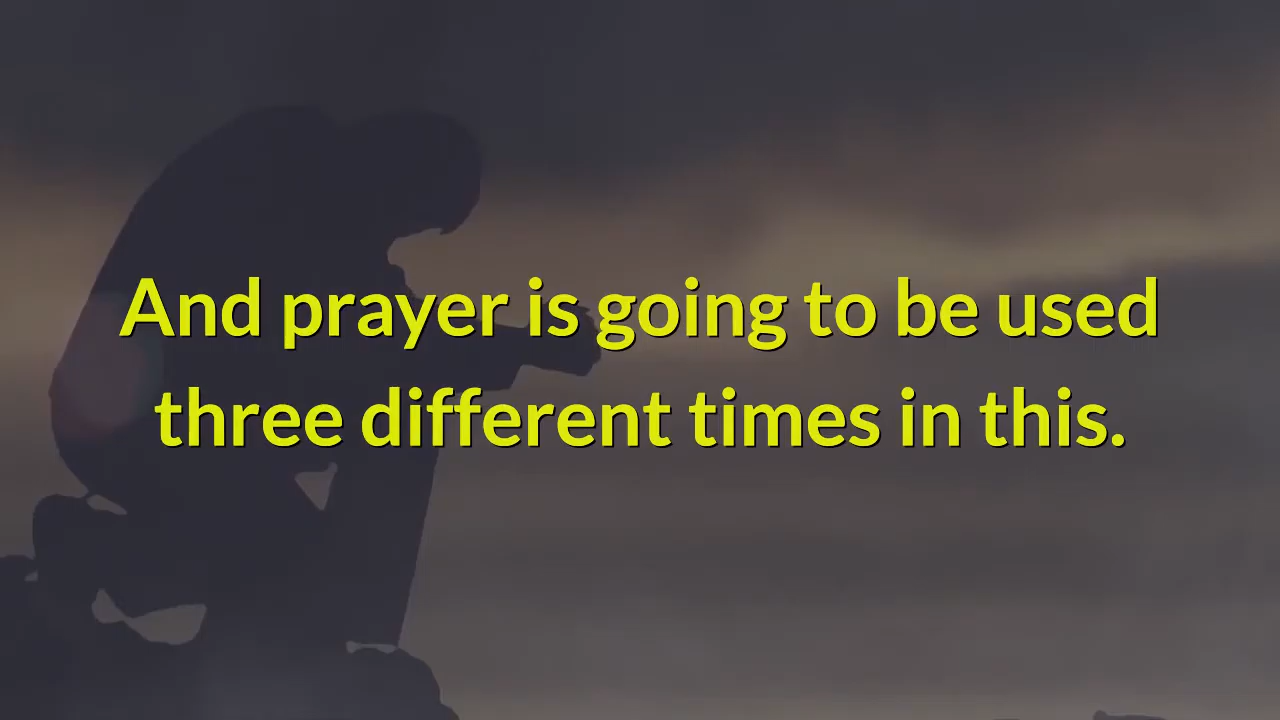 And prayer is going to be used
three different times in this.